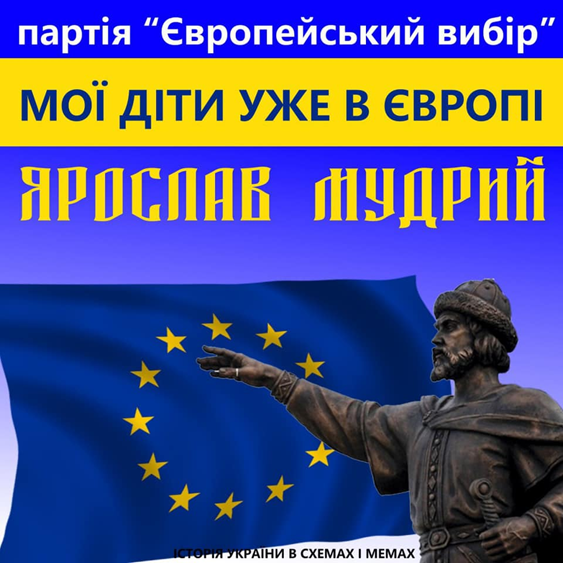 партія “Європейський вибір”
МОЇ ДІТИ УЖЕ В ЄВРОПІ
ЯРОСЛАВ МУДРИЙ
ІСТОРІЯ УКРАЇНИ В СХЕМАХ І МЕМАХ